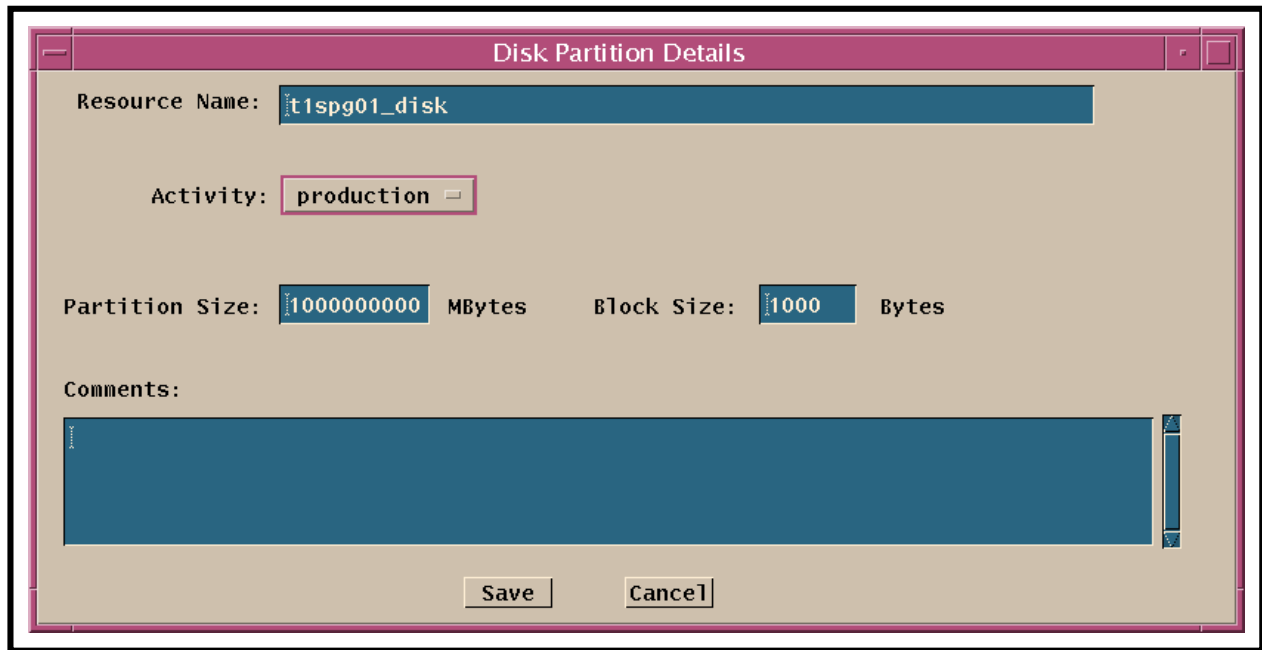 Disk Partition Details
Resource Name: t1spg01_disk
Activity: production
Partition Size: 1000000000 MBytes Block Size: 1000 Bytes
Comments:
Save Cancel